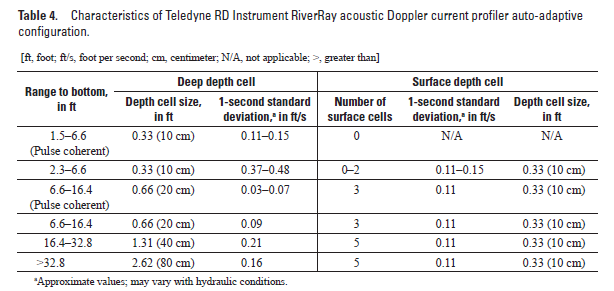 Table 4. Characteristics of Teledyne RD Instrument RiverRay acoustic Doppler current profiler auto-adaptive
configuration.
[ft, foot; ft/s, foot per second; cm, centimeter; N/A, not applicable; >, greater than]
Range to bottom, in ft Deep depth cell Surface depth cell
Depth cell size, in ft 1-second standard deviation,ª in ft/s Number of surface cells 1-second standard deviation,ª in ft/s Depth cell size, in ft
1.5–6.6 0.33 (10 cm) 0.11–0.15 0 N/A N/A
(Pulse coherent)
2.3–6.6 0.33 (10 cm) 0.37–0.48 0–2 0.11–0.15 0.33 (10 cm)
6.6–16.4 0.66 (20 cm) 0.03–0.07 3 0.11 0.33 (10 cm)
(Pulse coherent)
6.6–16.4 0.66 (20 cm) 0.09 3 0.11 0.33 (10 cm)
16.4–32.8 1.31 (40 cm) 0.21 5 0.11 0.33 (10 cm)
>32.8 2.62 (80 cm) 0.16 5 0.11 0.33 (10 cm)
ªApproximate values; may vary with hydraulic conditions.